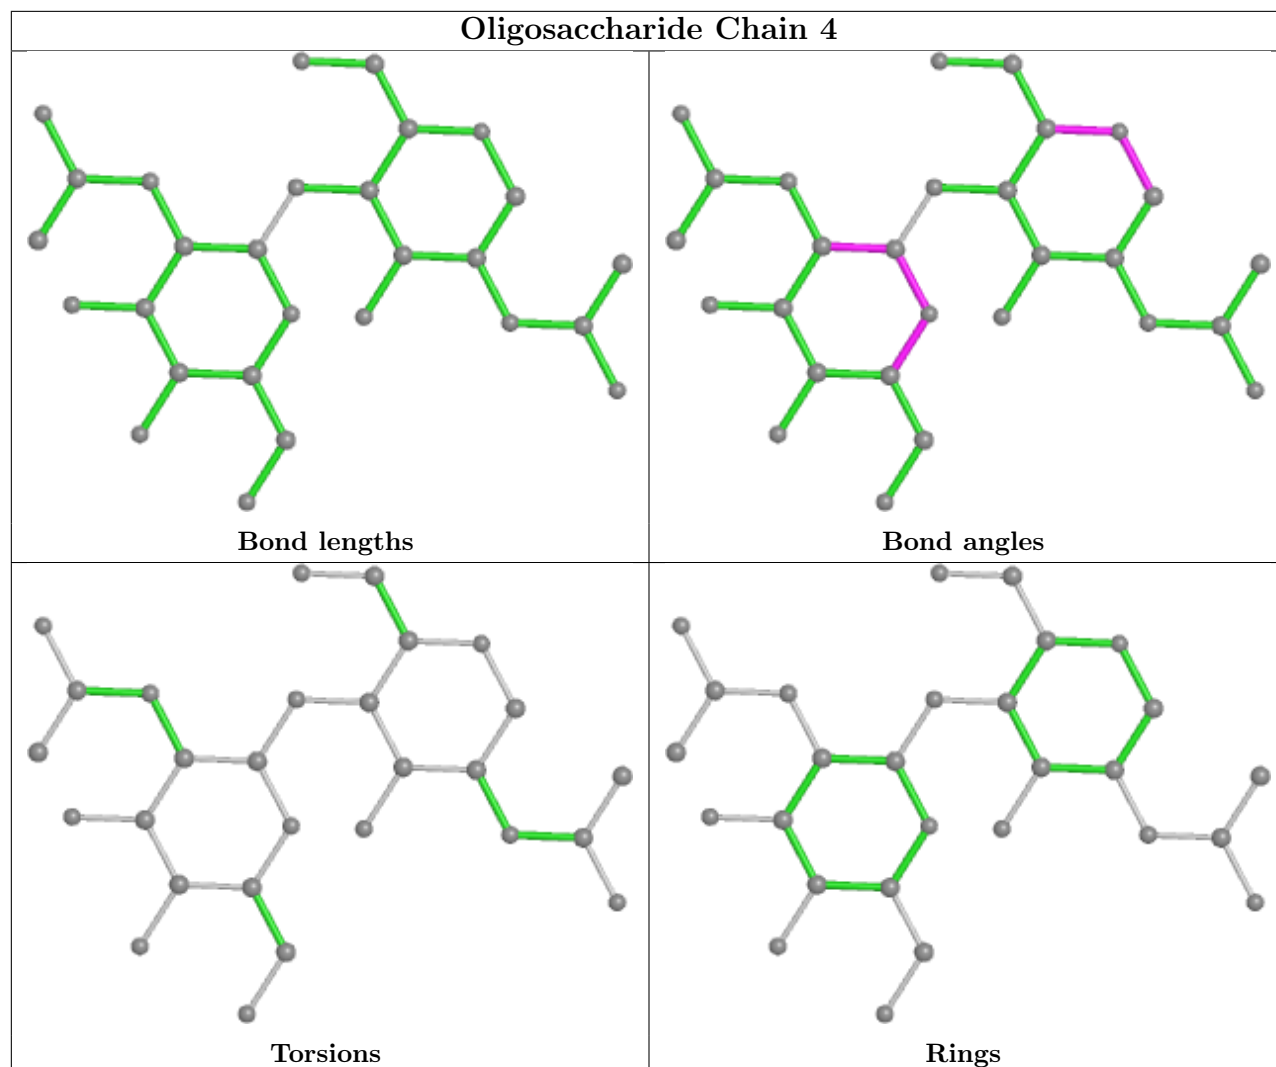 Oligosaccharide Chain 4
Bond lengths
Bond angles
Torsions
Rings